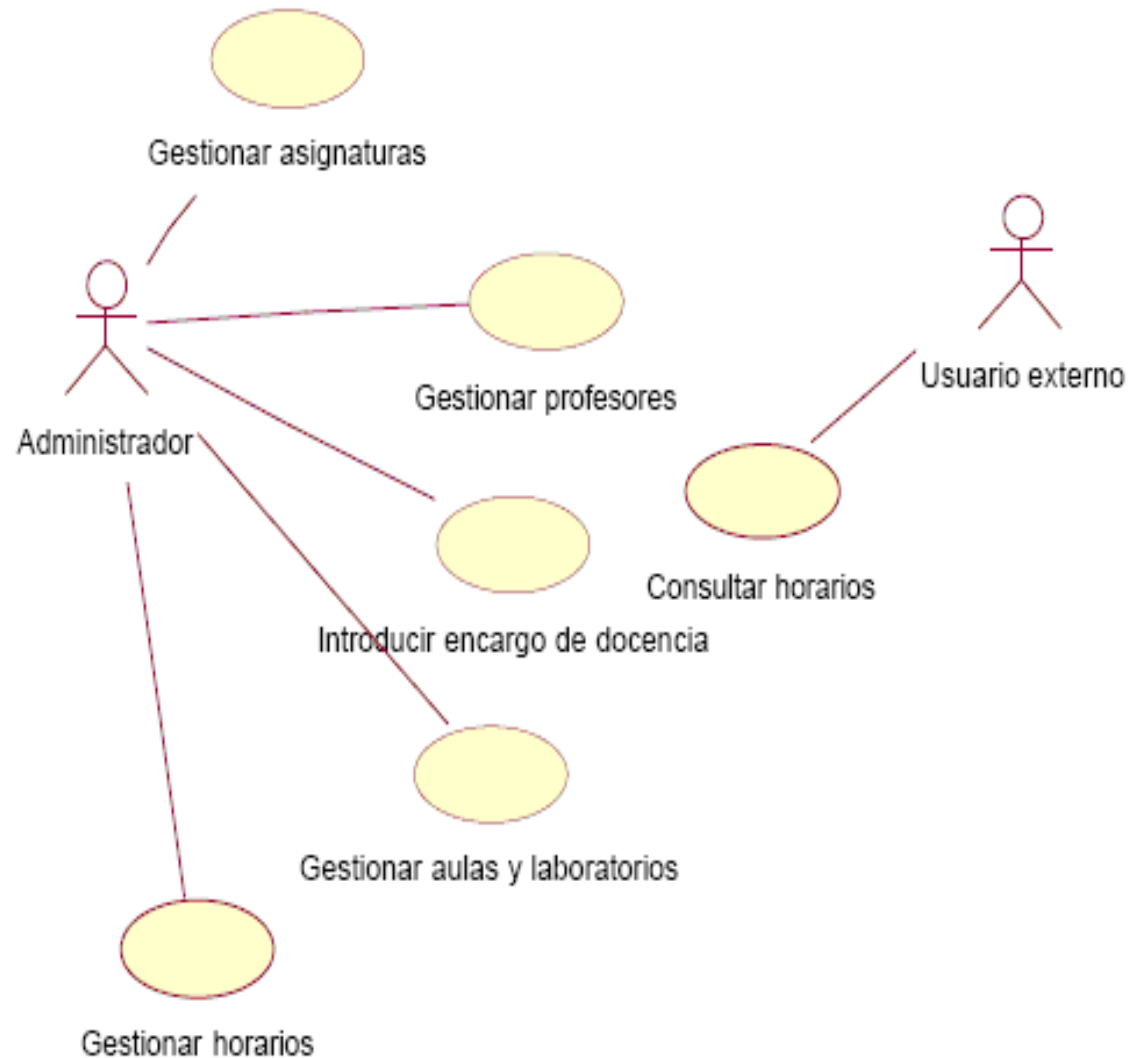 Gestionar asignaturas
Usuario externo
Gestionar profesores
Administrador
Consultar horarios
Introducir encargo de docencia
Gestionar aulas y laboratorios
Gestionar horarios